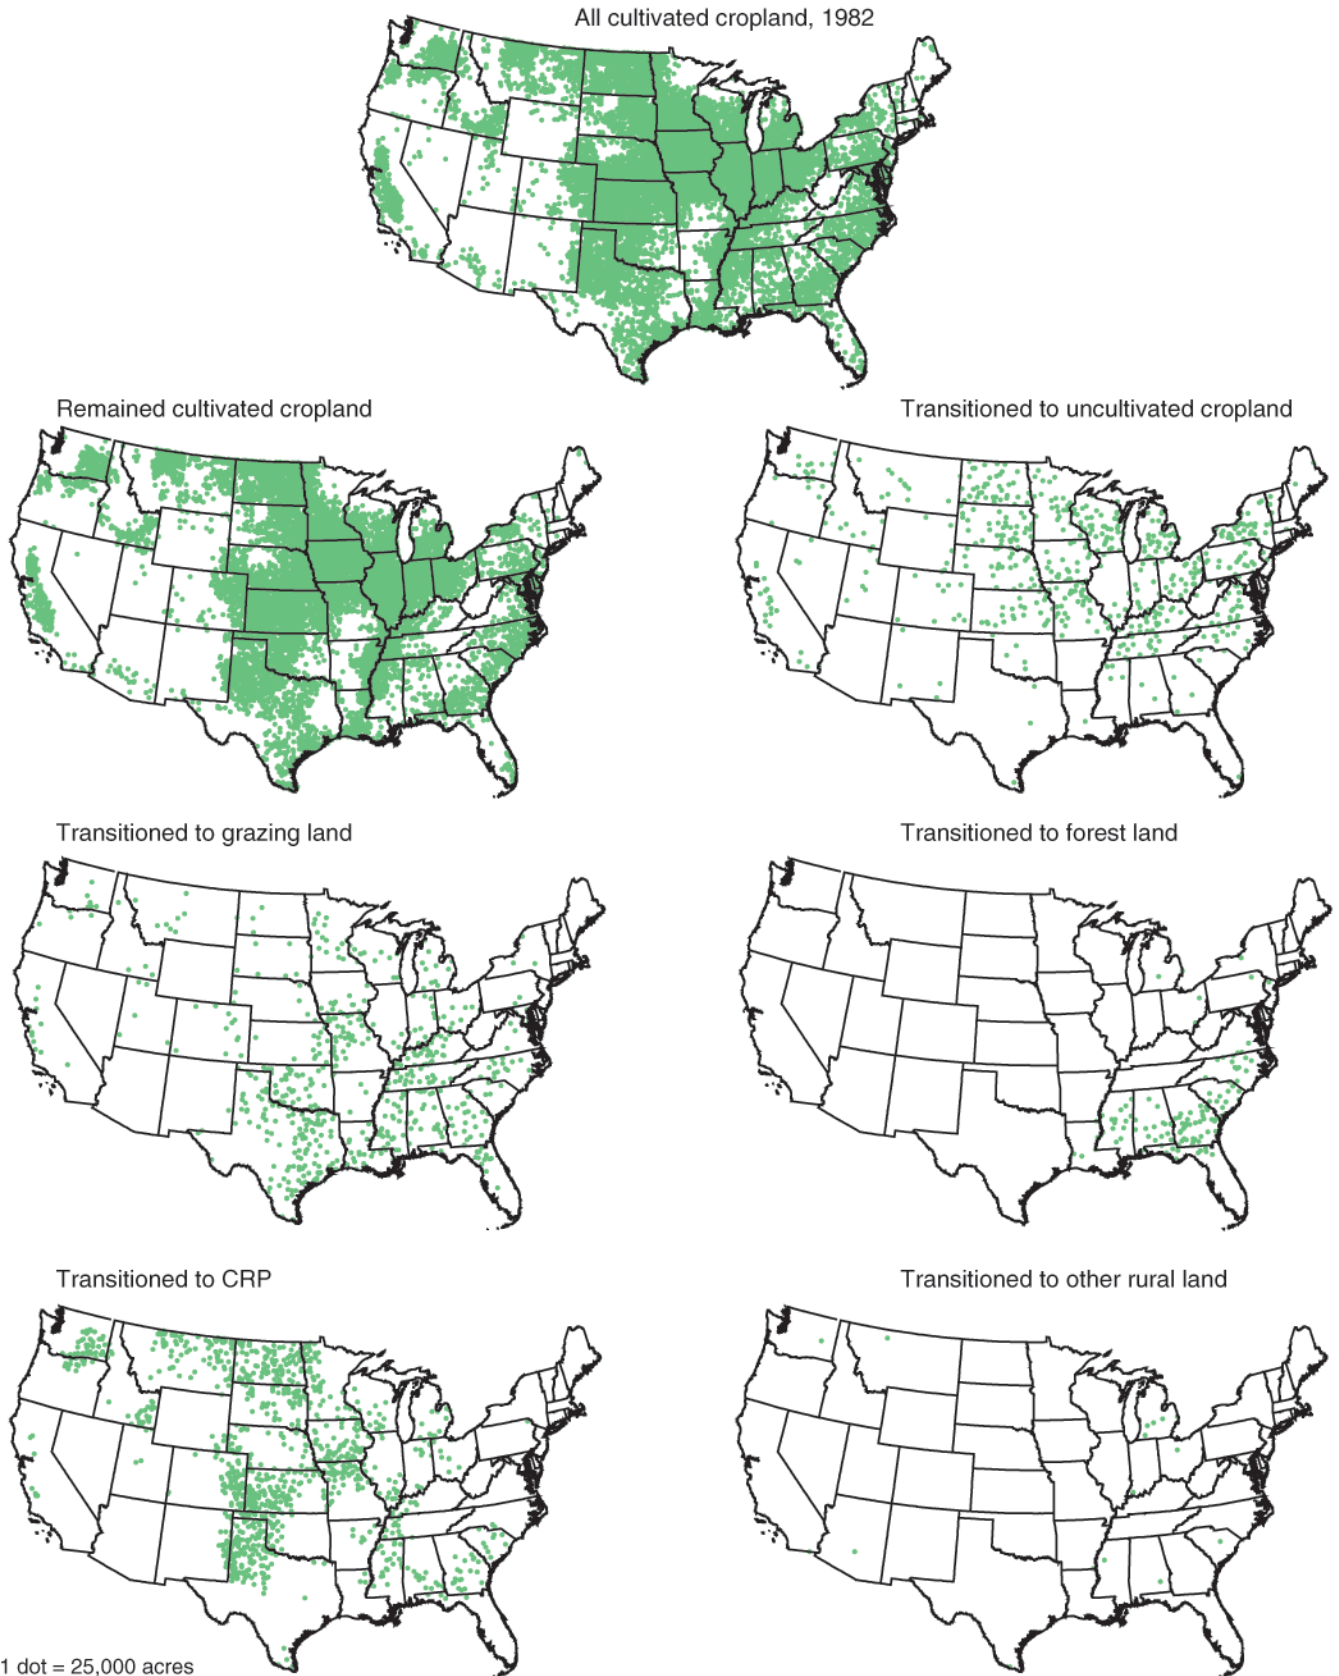 All cultivated cropland, 1982
Remained cultivated cropland
Transitioned to uncultivated cropland
Transitioned to grazing land
Transitioned to forest land
Transitioned to CRP
Transitioned to other rural land
1 dot = 25,000 acres